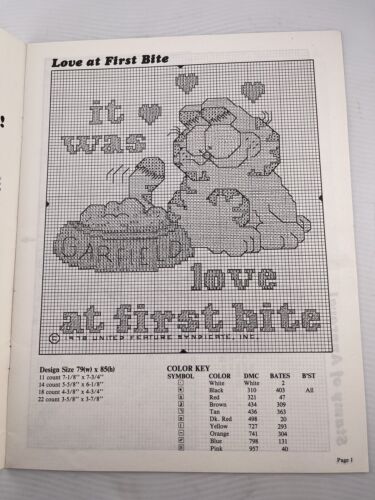 Love at First Bite
it
was
GARFIELD
love
at first bite
© 1978 UNITED FEATURE SYNDICATE, INC.
Design Size 79(w) x 85(h)
11 count 7-1/8" x 7-3/4"
14 count 5-5/8" x 6-1/8"
18 count 4-3/8" x 4-3/4"
22 count 3-5/8" x 3-7/8"
COLOR KEY
SYMBOL COLOR DMC BATES B'ST
White White 2
Black 310 403 All
Red 321 47
Brown 434 309
Tan 436 363
Dk. Red 498 20
Yellow 727 293
Orange 741 304
Blue 798 131
Pink 957 40
Page 1